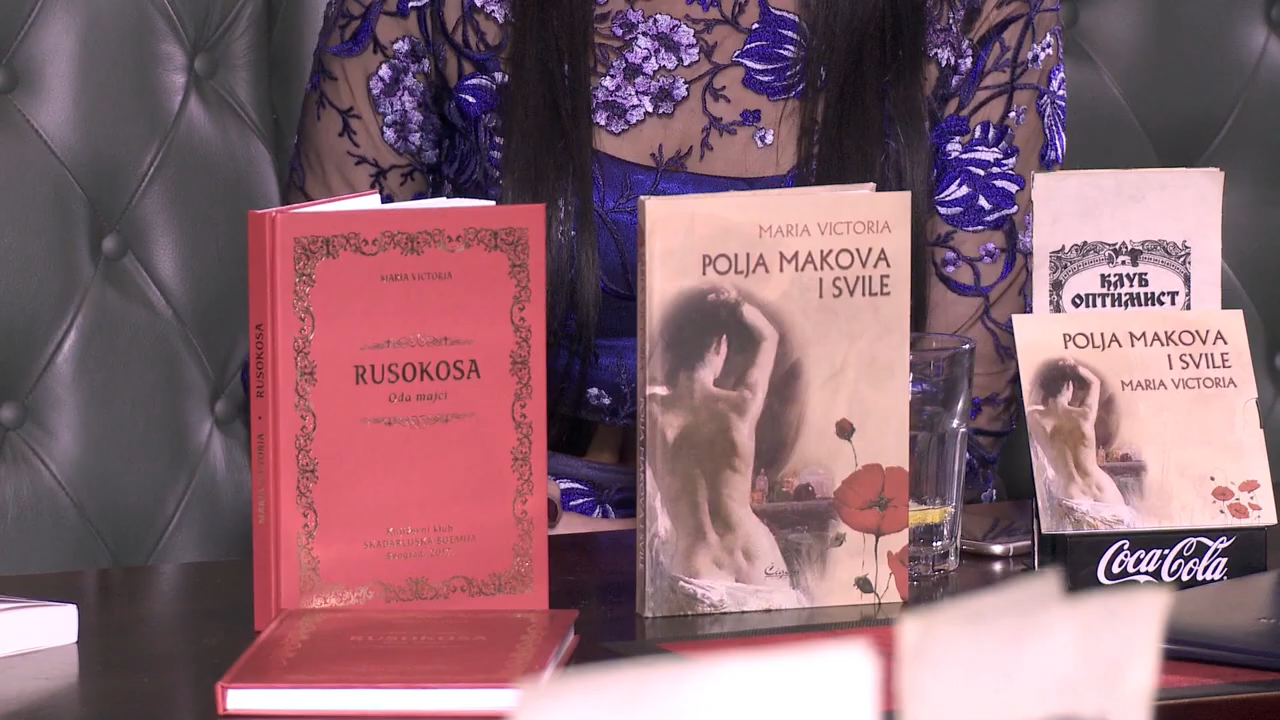 MARIA VICTORIA
RUSOKOSA
Oda majci
Književni klub
SKADARLIJSKA BOEMIJA
Beograd, 2017.
MARIA VICTORIA • RUSOKOSA
RUSOKOSA
MARIA VICTORIA
POLJA MAKOVA
I SVILE
КЛУБ
ОПТИМИСТ
POLJA MAKOVA
I SVILE
MARIA VICTORIA
Coca-Cola